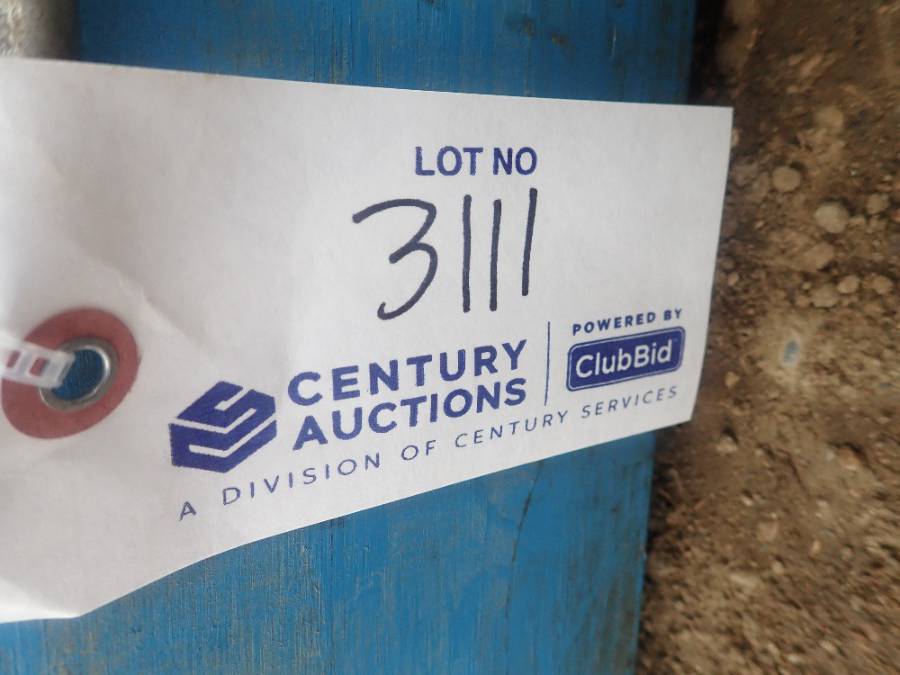 LOT NO
3111
CENTURY
AUCTIONS
POWERED BY
ClubBid
A DIVISION OF CENTURY SERVICES